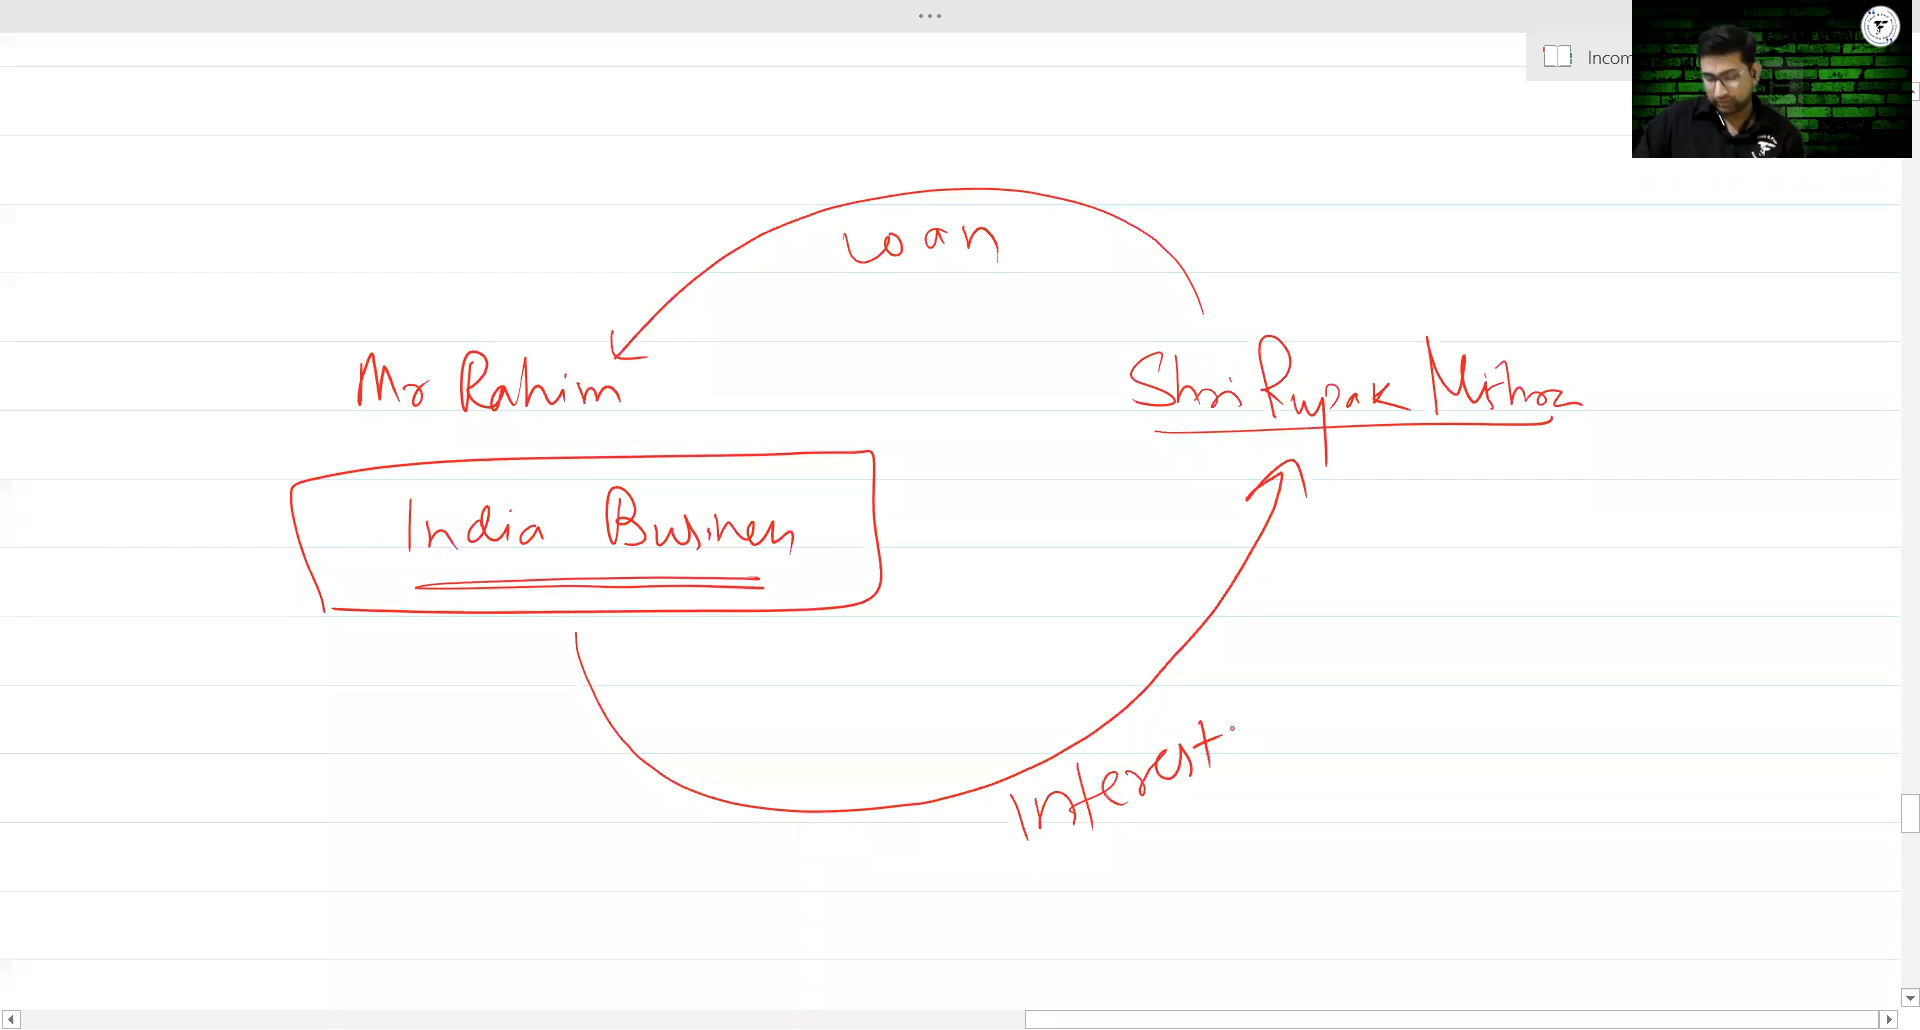 Incom
Loan
Mr Rahim
Shri Rupak Mishra
India Business
Interest